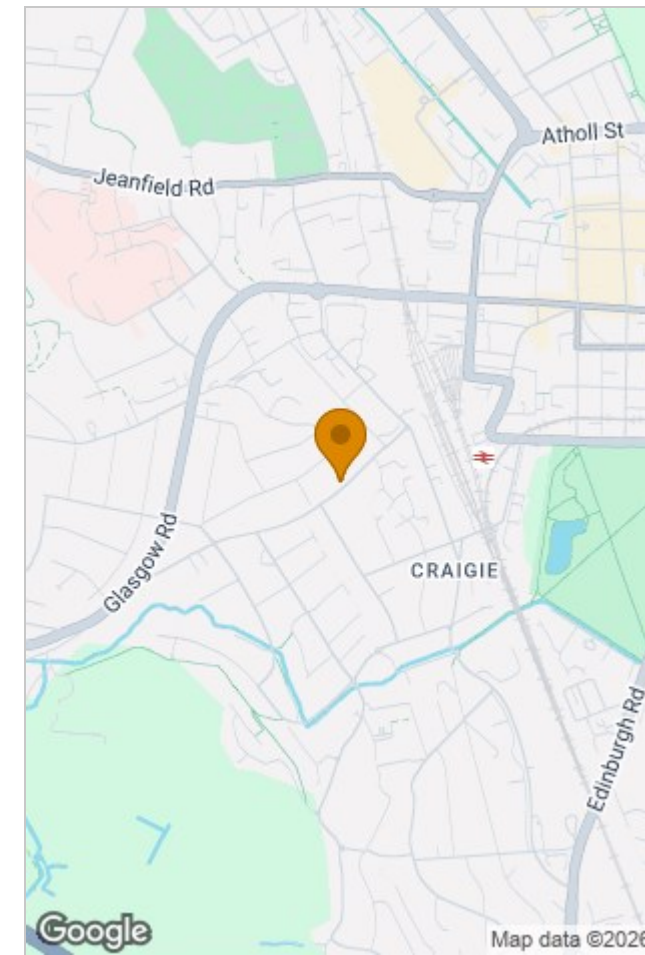 Atholl St
Jeanfield Rd
Glasgow Rd
CRAIGIE
Edinburgh Rd
Google
Map data ©2026